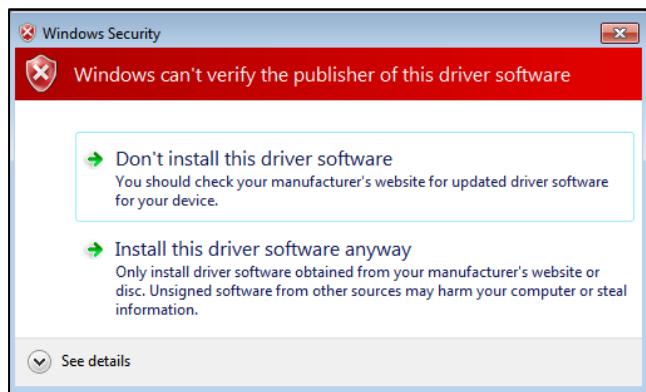 Windows Security
Windows can't verify the publisher of this driver software
Don't install this driver software
You should check your manufacturer's website for updated driver software
for your device.
Install this driver software anyway
Only install driver software obtained from your manufacturer's website or
disc. Unsigned software from other sources may harm your computer or steal
information.
See details